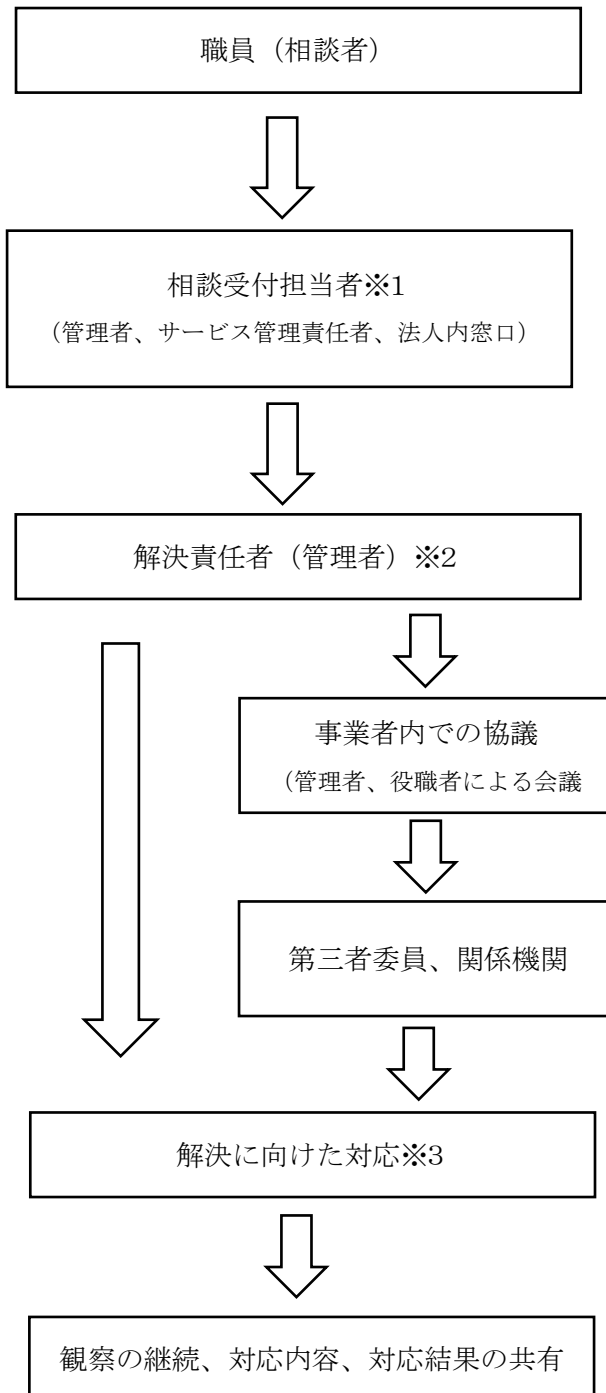 職員（相談者）
相談受付担当者※1
（管理者、サービス管理責任者、法人内窓口）
解決責任者（管理者）※2
事業者内での協議
（管理者、役職者による会議
第三者委員、関係機関
解決に向けた対応※3
観察の継続、対応内容、対応結果の共有